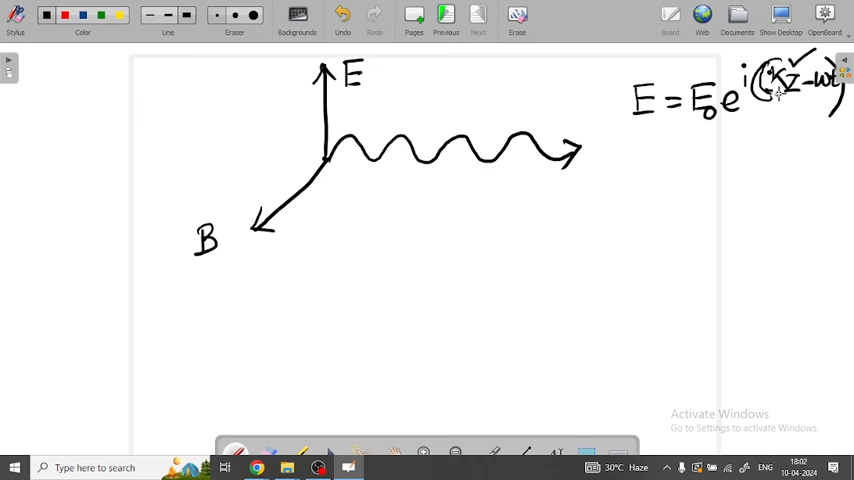 Stylus
Color
Line
Eraser
Backgrounds
Undo
Redo
Pages
Previous
Next
Erase
Board
Web
Documents
Show Desktop
OpenBoard
E
E = E₀ e^i(Kz-ωt)
B
Activate Windows
Go to Settings to activate Windows.
Type here to search
30°C Haze
ENG
18:02
10-04-2024